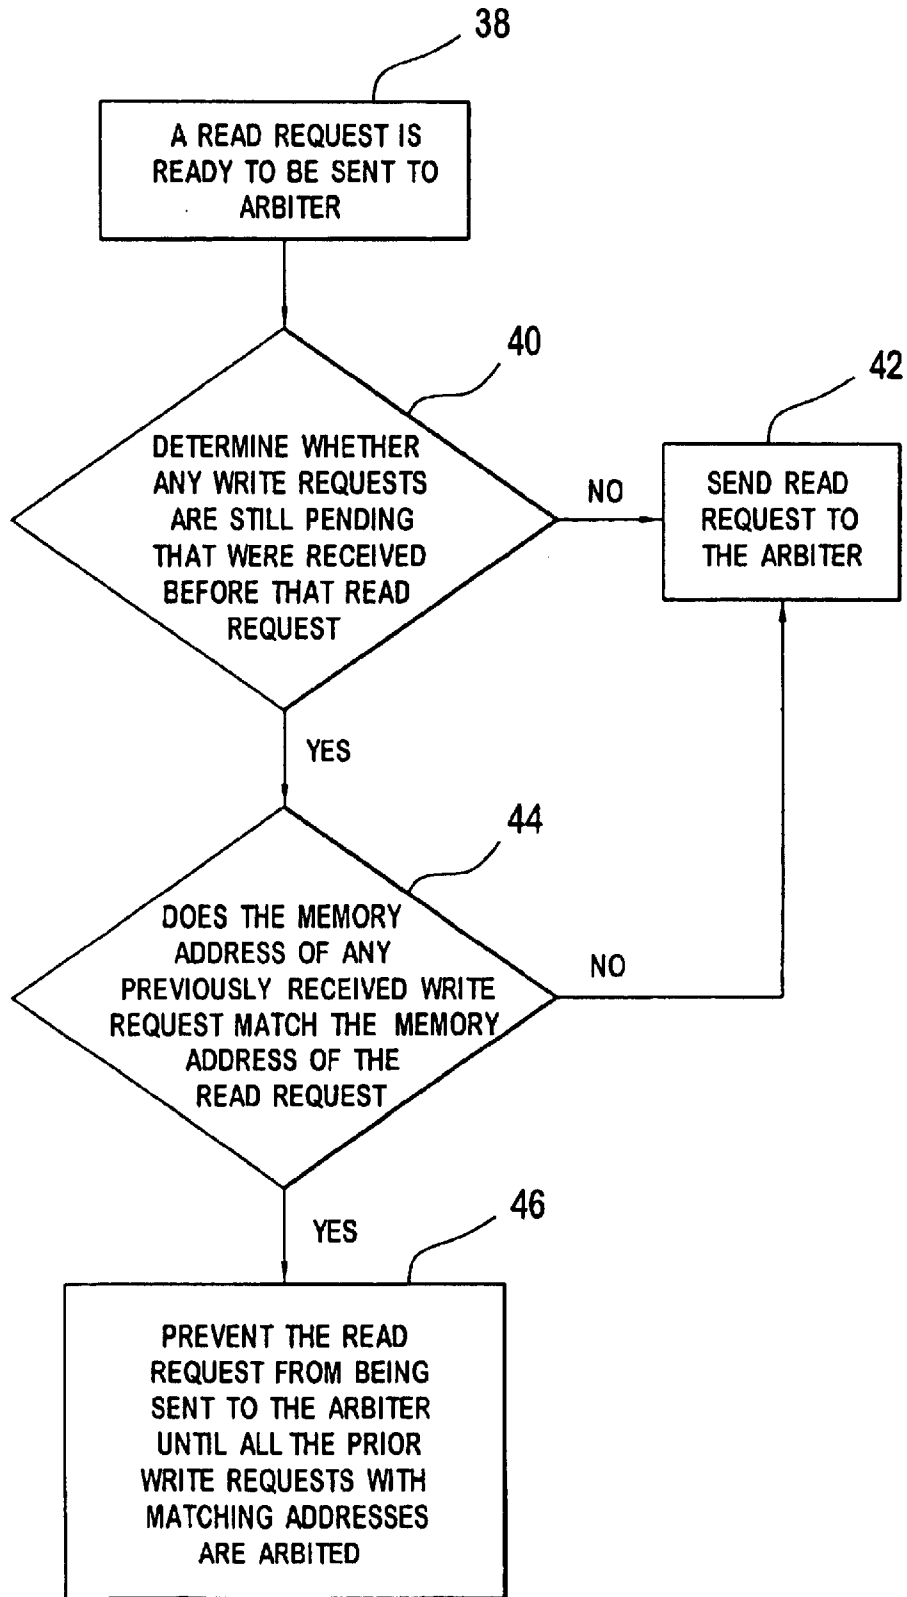 38
A READ REQUEST IS
READY TO BE SENT TO
ARBITER
40
DETERMINE WHETHER
ANY WRITE REQUESTS
ARE STILL PENDING
THAT WERE RECEIVED
BEFORE THAT READ
REQUEST
NO
42
SEND READ
REQUEST TO
THE ARBITER
YES
44
DOES THE MEMORY
ADDRESS OF ANY
PREVIOUSLY RECEIVED WRITE
REQUEST MATCH THE MEMORY
ADDRESS OF THE
READ REQUEST
NO
YES
46
PREVENT THE READ
REQUEST FROM BEING
SENT TO THE ARBITER
UNTIL ALL THE PRIOR
WRITE REQUESTS WITH
MATCHING ADDRESSES
ARE ARBITED